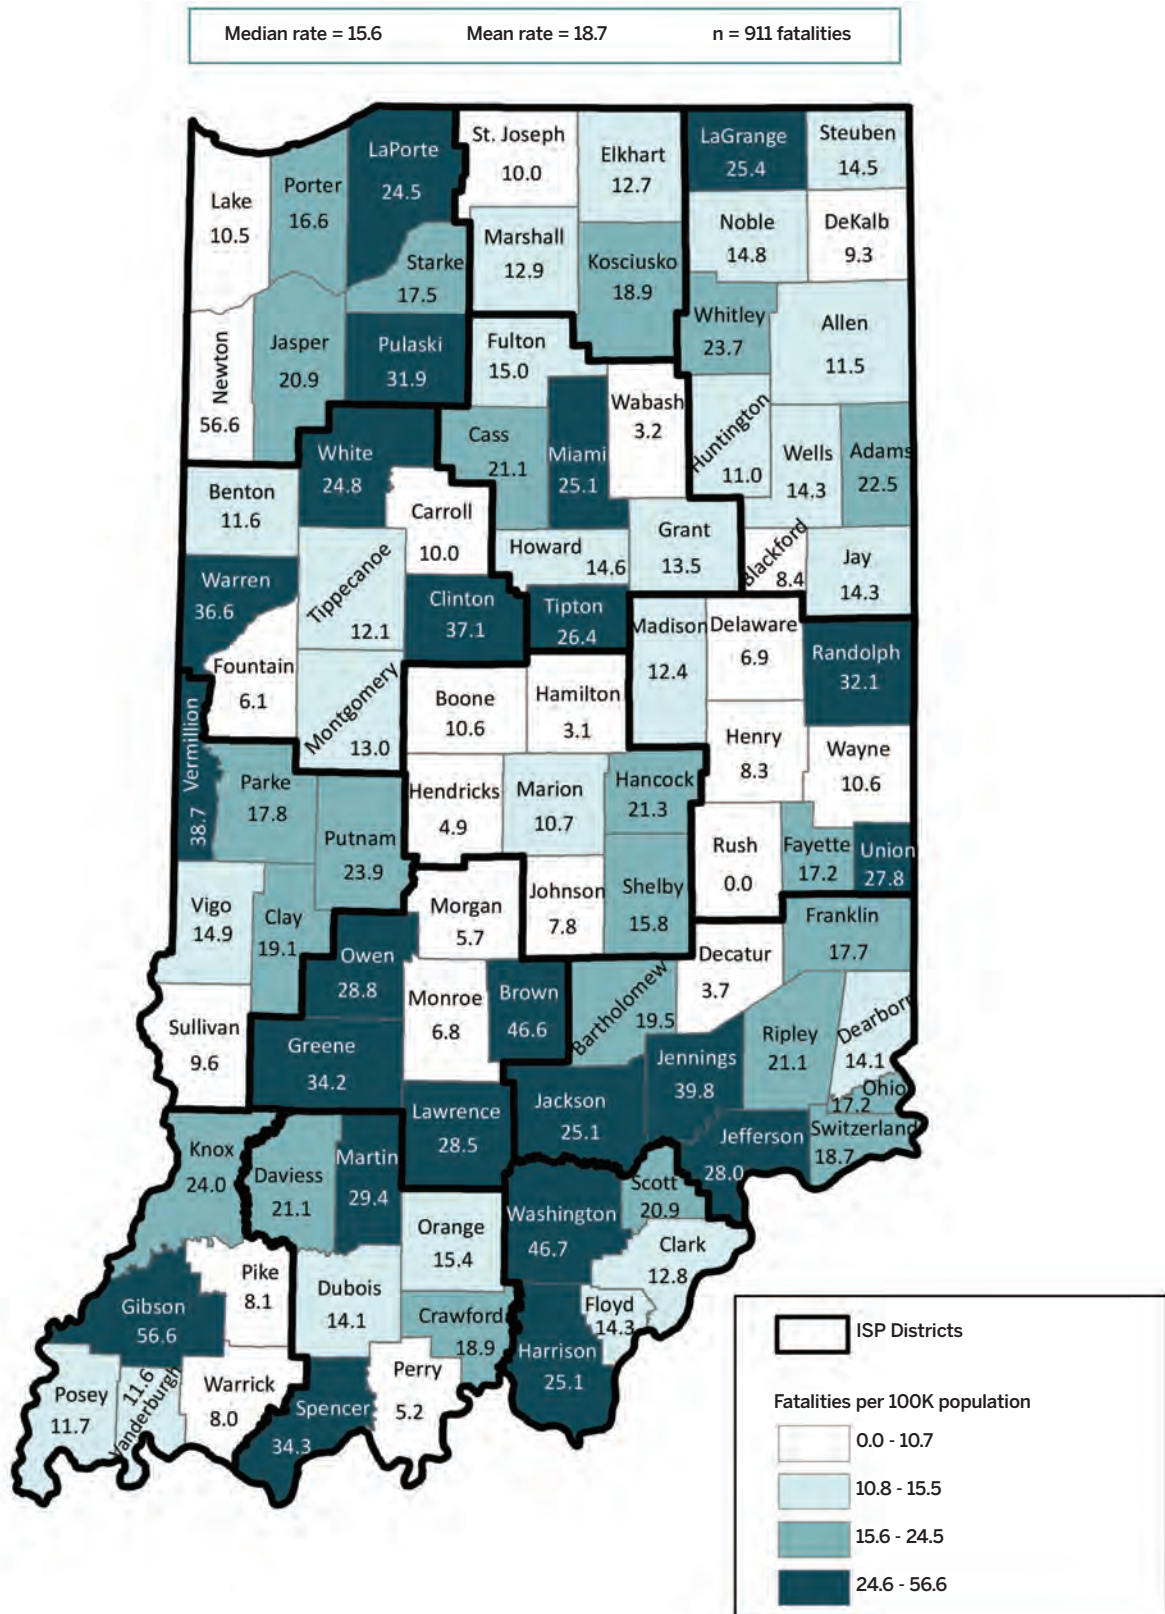 Median rate = 15.6 Mean rate = 18.7 n = 911 fatalities
LaPorte
24.5
St. Joseph
10.0
Elkhart
12.7
LaGrange
25.4
Steuben
14.5
Lake
10.5
Porter
16.6
Marshall
12.9
Kosciusko
18.9
Noble
14.8
DeKalb
9.3
Starke
17.5
Whitley
23.7
Allen
11.5
Newton
56.6
Jasper
20.9
Pulaski
31.9
Fulton
15.0
Wabash
3.2
Huntington
11.0
Wells
14.3
Adams
22.5
White
24.8
Cass
21.1
Miami
25.1
Benton
11.6
Carroll
10.0
Howard
14.6
Grant
13.5
Blackford
8.4
Jay
14.3
Warren
36.6
Tippecanoe
12.1
Clinton
37.1
Tipton
26.4
Madison
12.4
Delaware
6.9
Randolph
32.1
Fountain
6.1
Montgomery
13.0
Boone
10.6
Hamilton
3.1
Henry
8.3
Wayne
10.6
Vermillion
38.7
Parke
17.8
Putnam
23.9
Hendricks
4.9
Marion
10.7
Hancock
21.3
Rush
0.0
Fayette
17.2
Union
27.8
Vigo
14.9
Clay
19.1
Morgan
5.7
Johnson
7.8
Shelby
15.8
Franklin
17.7
Owen
28.8
Monroe
6.8
Brown
46.6
Bartholomew
19.5
Decatur
3.7
Ripley
21.1
Dearborn
14.1
Sullivan
9.6
Greene
34.2
Jennings
39.8
Ohio
17.2
Lawrence
28.5
Jackson
25.1
Jefferson
28.0
Switzerland
18.7
Knox
24.0
Daviess
21.1
Martin
29.4
Orange
15.4
Washington
46.7
Scott
20.9
Clark
12.8
Gibson
56.6
Pike
8.1
Dubois
14.1
Crawford
18.9
Floyd
14.3
Harrison
25.1
Posey
11.7
Vanderburgh
11.6
Warrick
8.0
Spencer
34.3
Perry
5.2
ISP Districts
Fatalities per 100K population
0.0 - 10.7
10.8 - 15.5
15.6 - 24.5
24.6 - 56.6